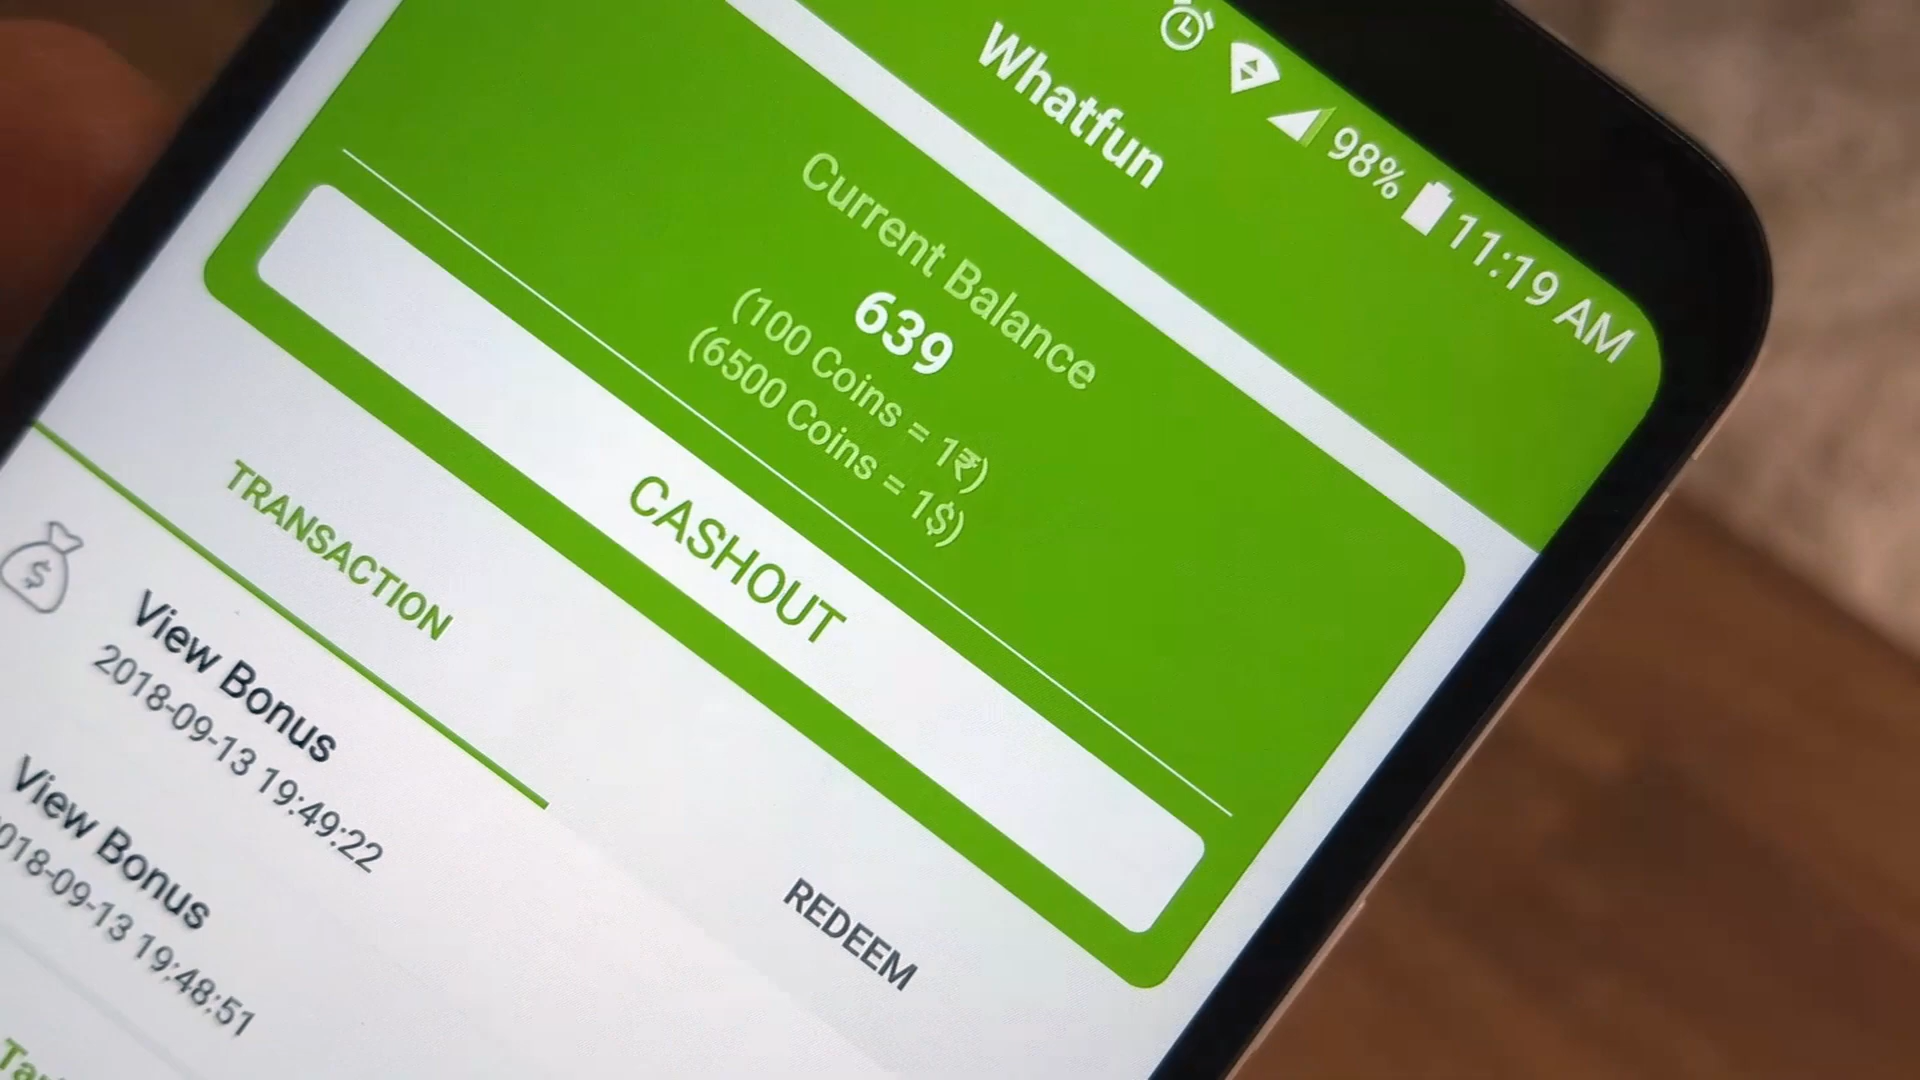 98% 11:19 AM
Whatfun
Current Balance
639
(100 Coins = 1₹)
(6500 Coins = 1$)
CASHOUT
TRANSACTION
REDEEM
View Bonus
2018-09-13 19:49:22
View Bonus
2018-09-13 19:48:51